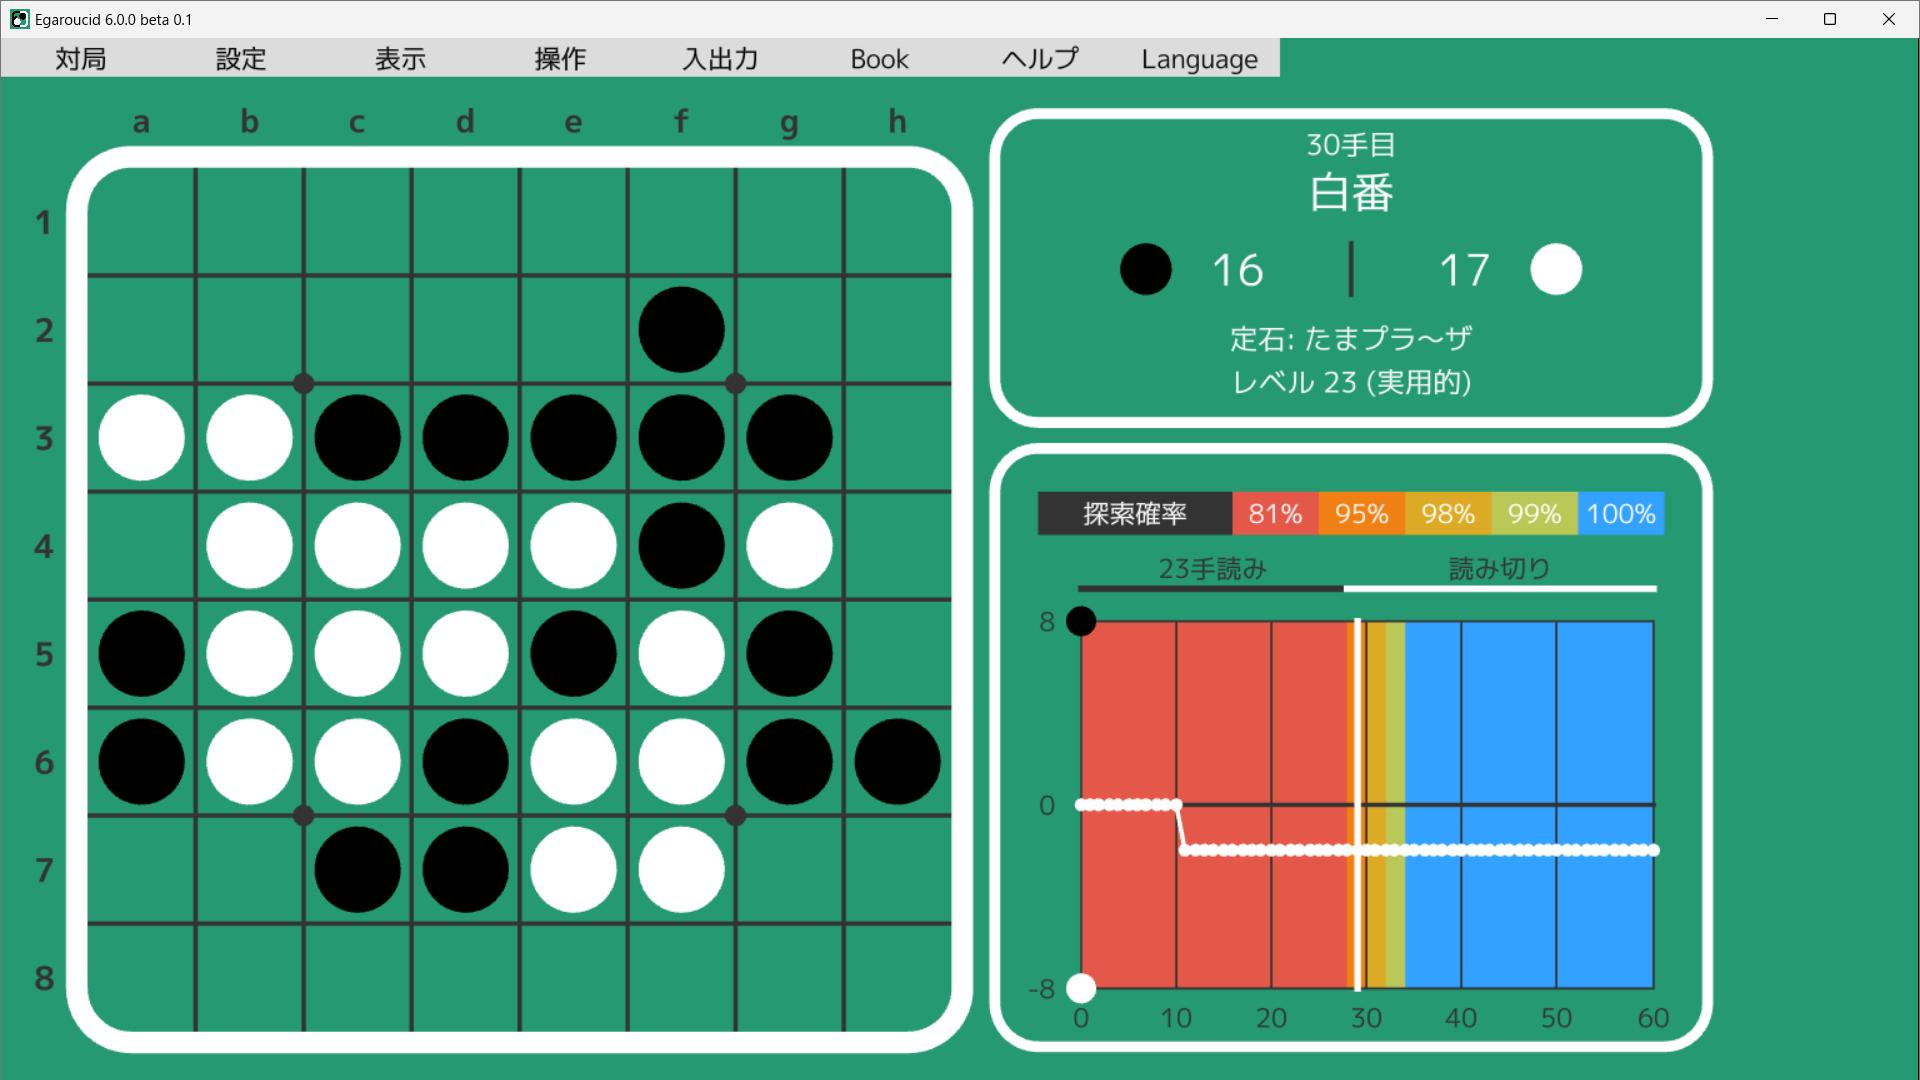 Egaroucid 6.0.0 beta 0.1
対局 設定 表示 操作 入出力 Book ヘルプ Language
a b c d e f g h
1
2
3
4
5
6
7
8
30手目
白番
16 17
定石: たまプラ〜ザ
レベル 23 (実用的)
探索確率 81% 95% 98% 99% 100%
23手読み 読み切り
8
0
-8
0 10 20 30 40 50 60